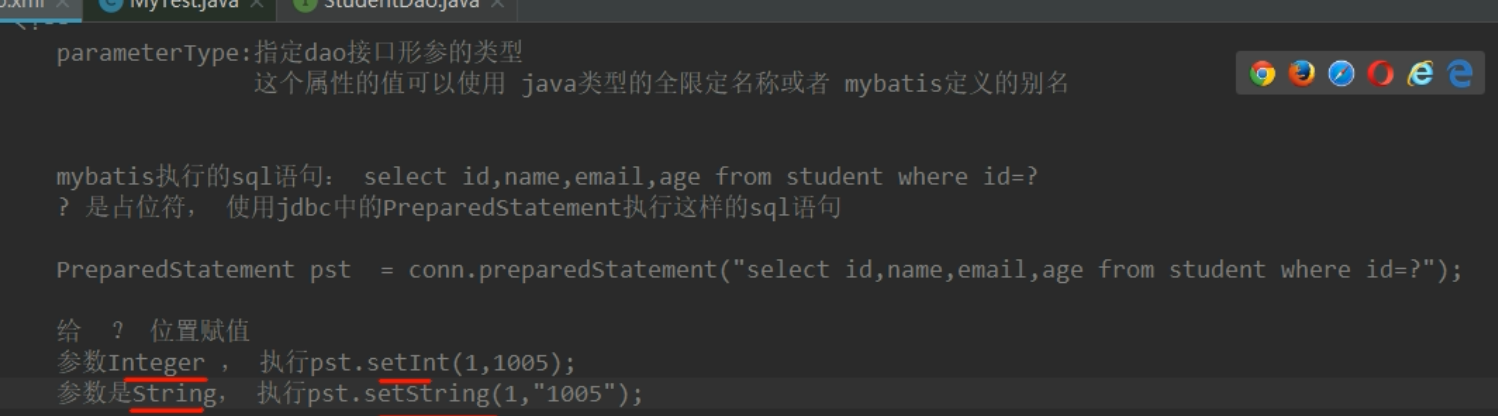 o.xml MyTest.java StudentDao.java
<!--
parameterType:指定dao接口形参的类型
这个属性的值可以使用 java类型的全限定名称或者 mybatis定义的别名
mybatis执行的sql语句: select id,name,email,age from student where id=?
? 是占位符, 使用jdbc中的PreparedStatement执行这样的sql语句
PreparedStatement pst = conn.preparedStatement("select id,name,email,age from student where id=?");
给 ? 位置赋值
参数Integer , 执行pst.setInt(1,1005);
参数是String, 执行pst.setString(1,"1005");